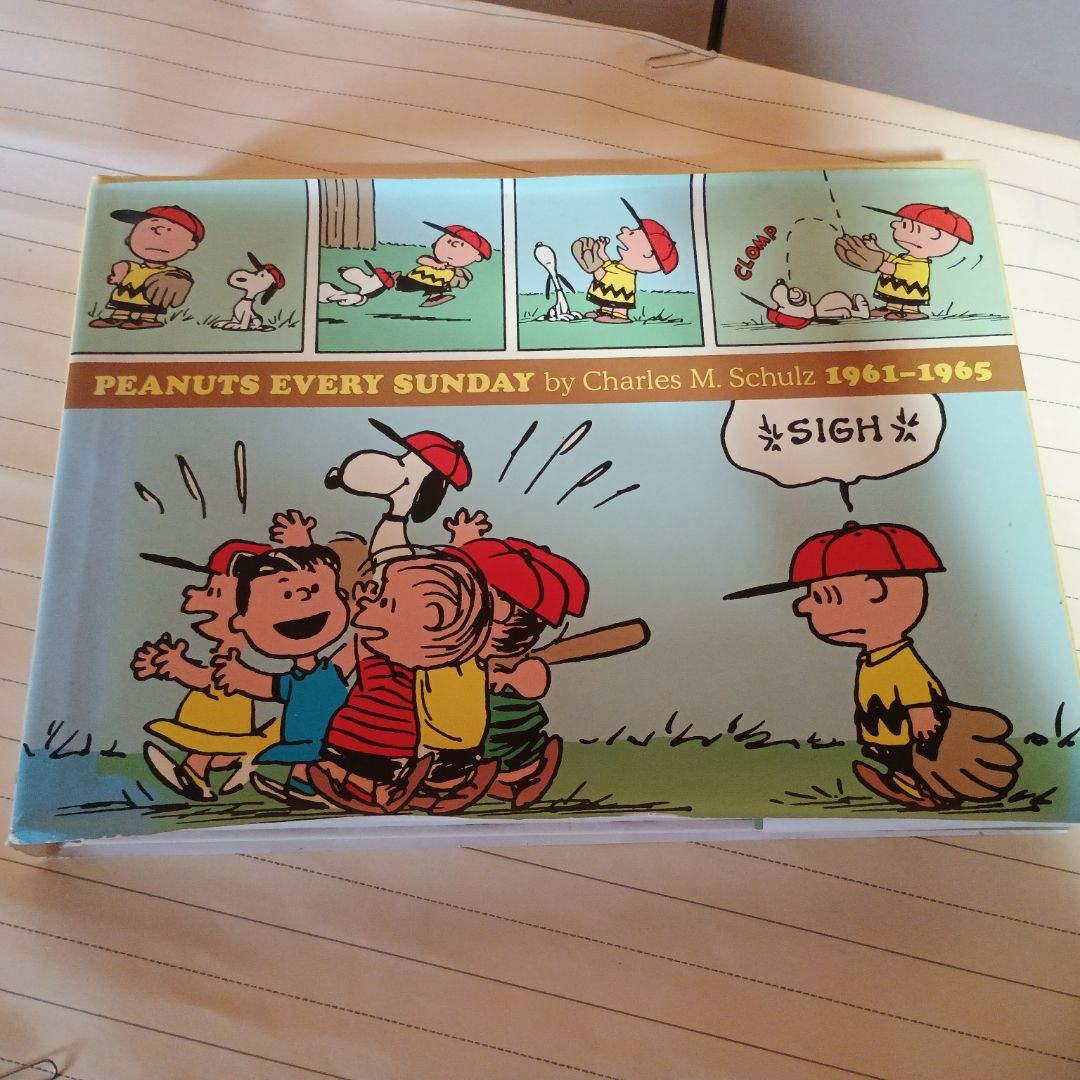 CLOMP
PEANUTS EVERY SUNDAY by Charles M. Schulz 1961–1965
SIGH